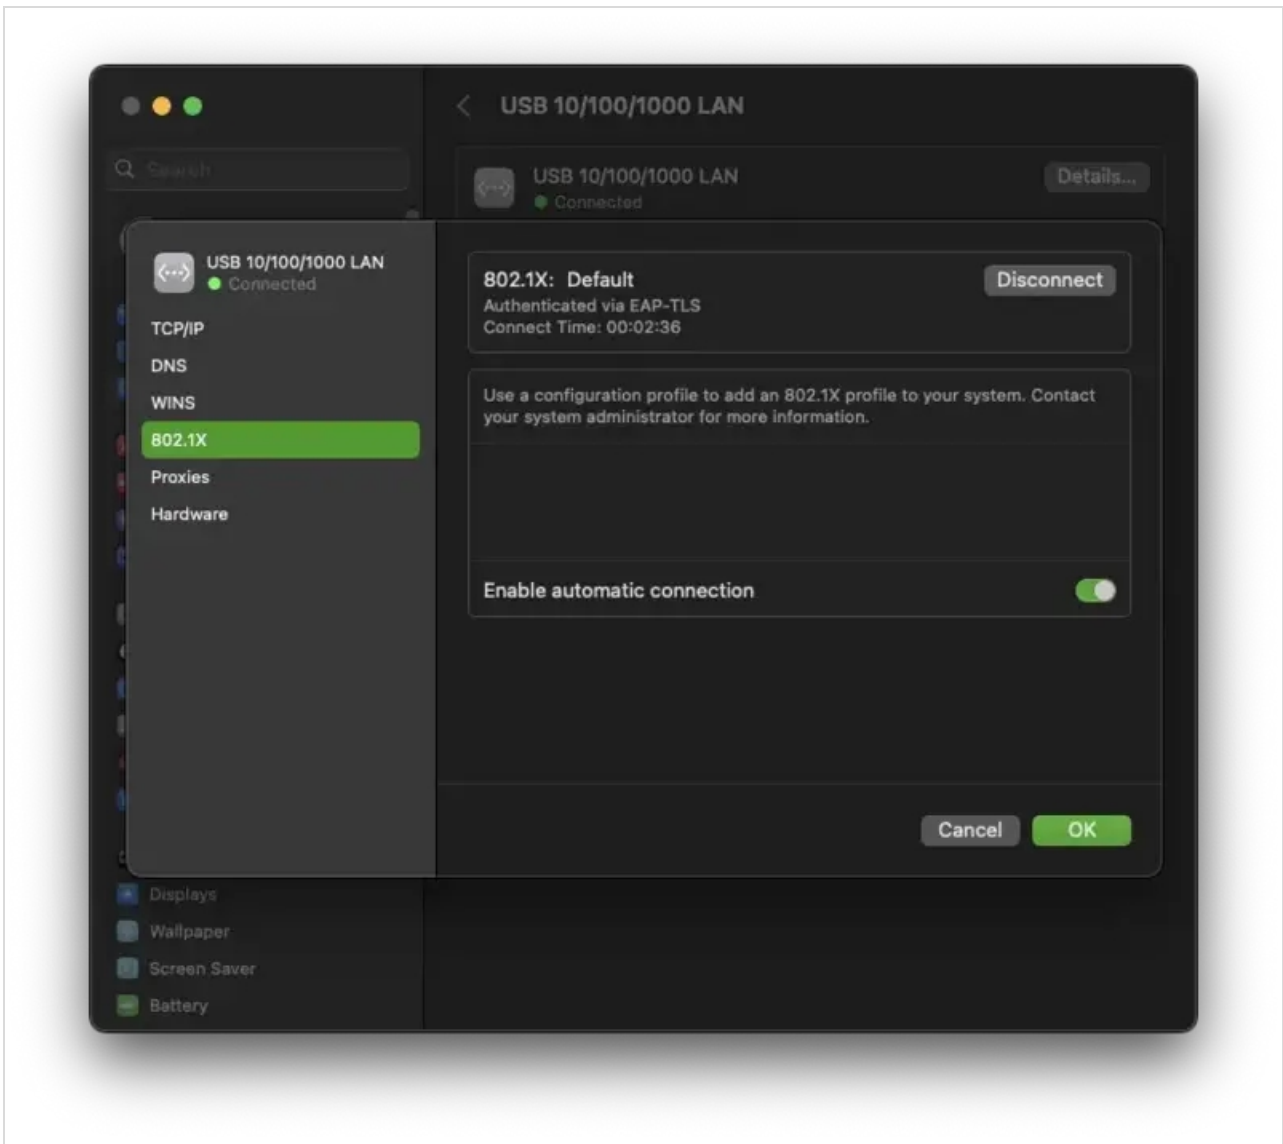 USB 10/100/1000 LAN
Search
USB 10/100/1000 LAN
Connected
Details...
USB 10/100/1000 LAN
Connected
TCP/IP
DNS
WINS
802.1X
Proxies
Hardware
802.1X: Default
Disconnect
Authenticated via EAP-TLS
Connect Time: 00:02:36
Use a configuration profile to add an 802.1X profile to your system. Contact
your system administrator for more information.
Enable automatic connection
Cancel
OK
Displays
Wallpaper
Screen Saver
Battery